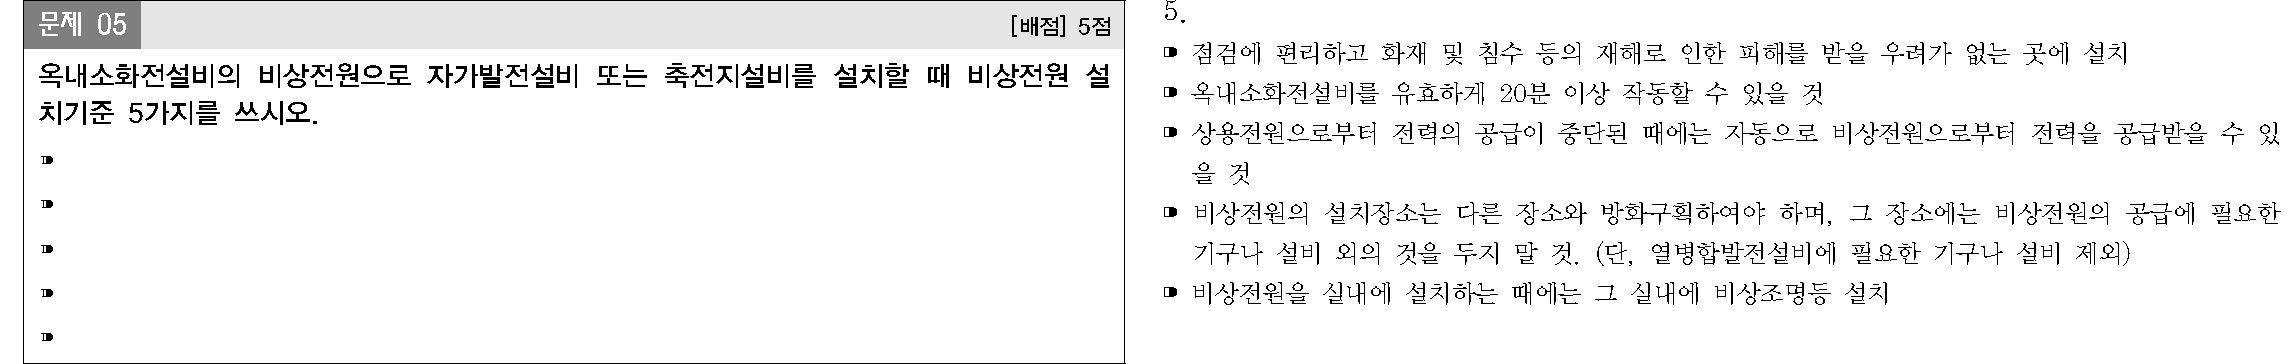 문제 05
[배점] 5점
옥내소화전설비의 비상전원으로 자가발전설비 또는 축전지설비를 설치할 때 비상전원 설
치기준 5가지를 쓰시오.
5.
점검에 편리하고 화재 및 침수 등의 재해로 인한 피해를 받을 우려가 없는 곳에 설치
옥내소화전설비를 유효하게 20분 이상 작동할 수 있을 것
상용전원으로부터 전력의 공급이 중단된 때에는 자동으로 비상전원으로부터 전력을 공급받을 수 있
을 것
비상전원의 설치장소는 다른 장소와 방화구획하여야 하며, 그 장소에는 비상전원의 공급에 필요한
기구나 설비 외의 것을 두지 말 것. (단, 열병합발전설비에 필요한 기구나 설비 제외)
비상전원을 실내에 설치하는 때에는 그 실내에 비상조명등 설치